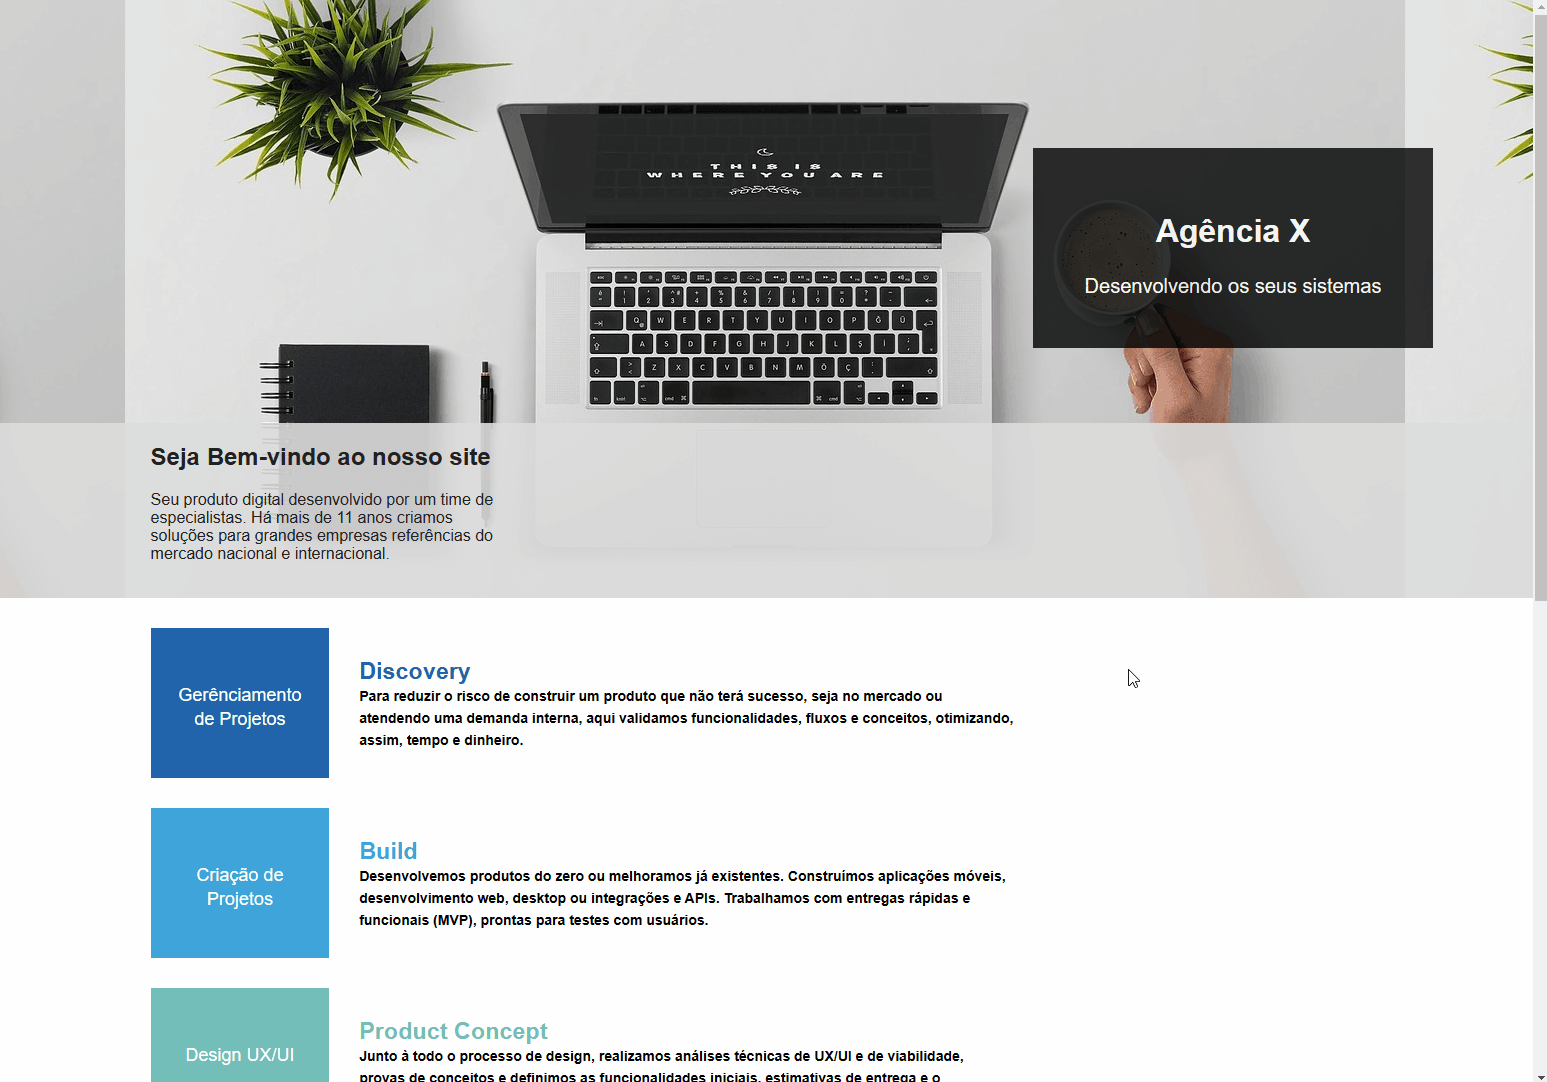 THIS IS
WHERE YOU ARE
Agência X
Desenvolvendo os seus sistemas
Seja Bem-vindo ao nosso site
Seu produto digital desenvolvido por um time de
especialistas. Há mais de 11 anos criamos
soluções para grandes empresas referências do
mercado nacional e internacional.
Gerênciamento
de Projetos
Discovery
Para reduzir o risco de construir um produto que não terá sucesso, seja no mercado ou
atendendo uma demanda interna, aqui validamos funcionalidades, fluxos e conceitos, otimizando,
assim, tempo e dinheiro.
Criação de
Projetos
Build
Desenvolvemos produtos do zero ou melhoramos já existentes. Construímos aplicações móveis,
desenvolvimento web, desktop ou integrações e APIs. Trabalhamos com entregas rápidas e
funcionais (MVP), prontas para testes com usuários.
Design UX/UI
Product Concept
Junto à todo o processo de design, realizamos análises técnicas de UX/UI e de viabilidade,
provas de conceitos e definimos as funcionalidades iniciais, estimativas de entrega e o